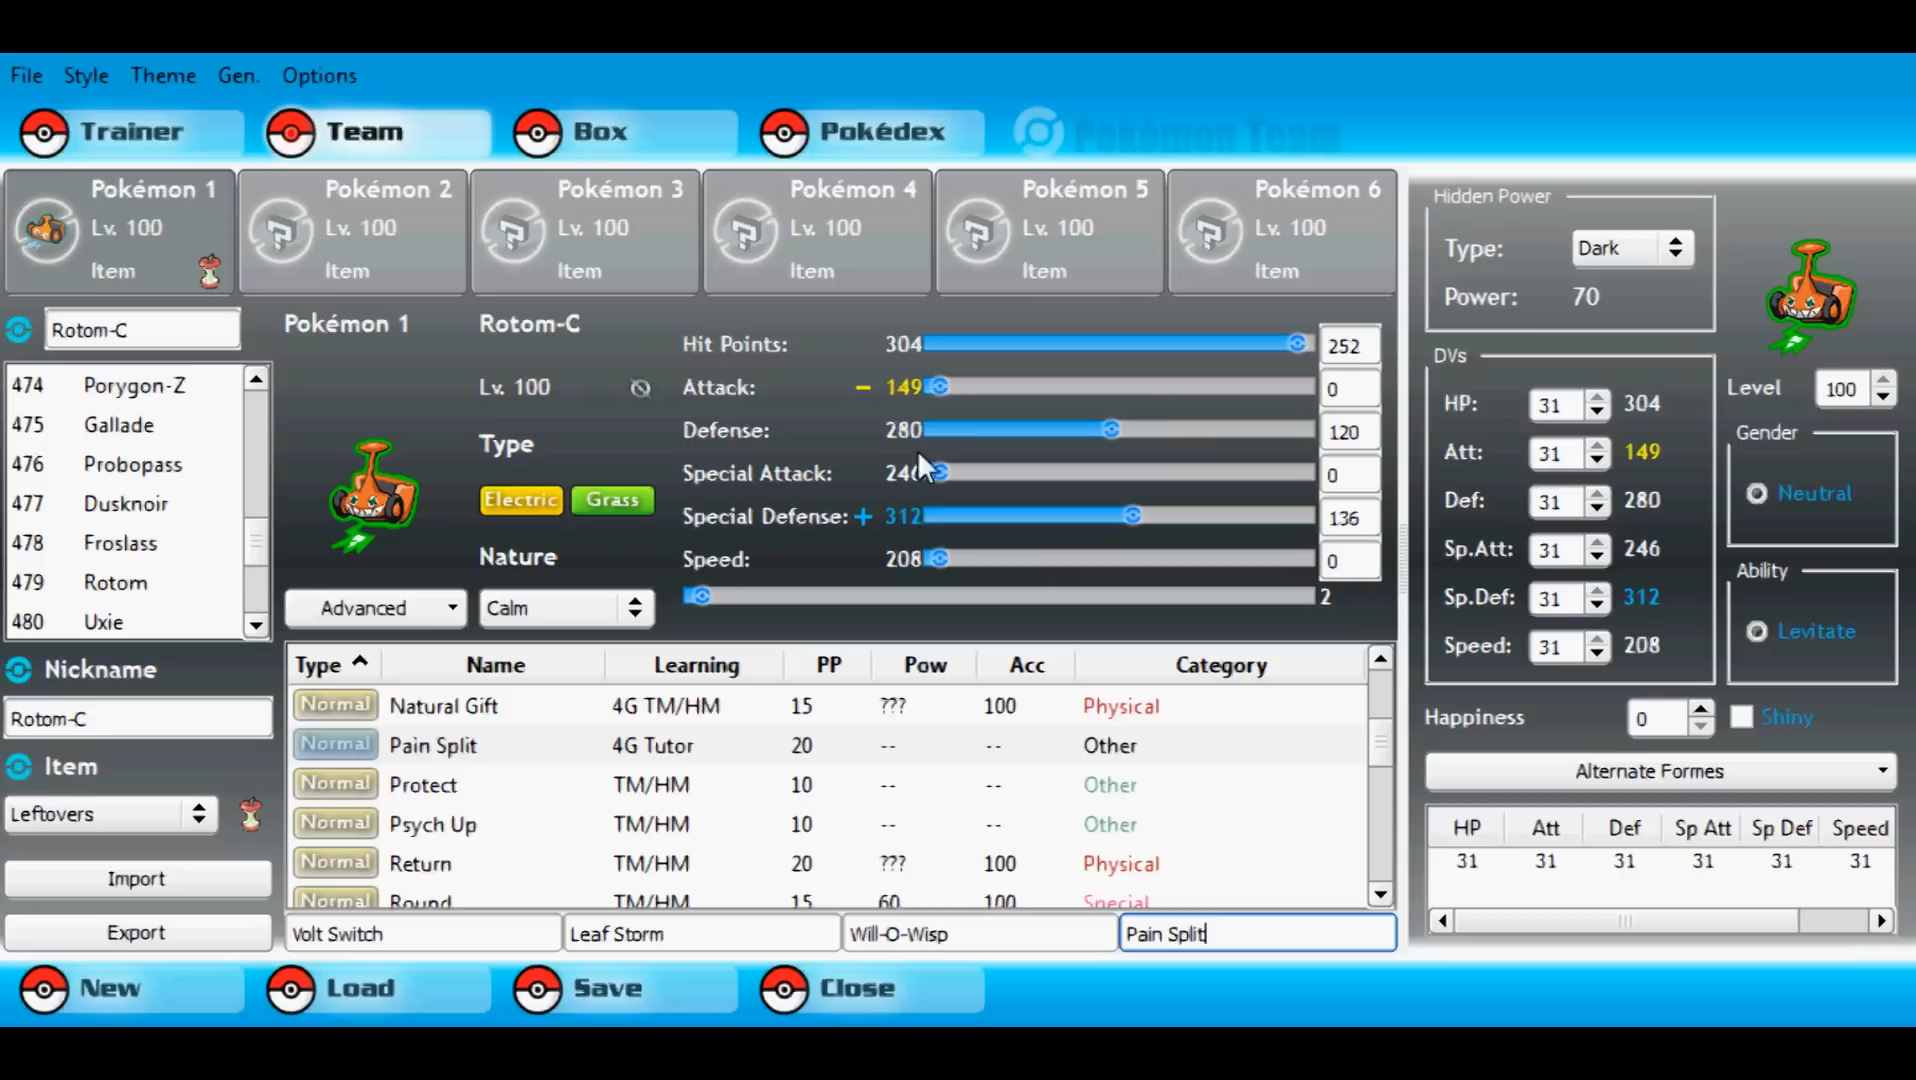 File Style Theme Gen. Options
Trainer Team Box Pokédex Pokémon Team
Pokémon 1 Pokémon 2 Pokémon 3 Pokémon 4 Pokémon 5 Pokémon 6
Lv. 100 Lv. 100 Lv. 100 Lv. 100 Lv. 100 Lv. 100
Item Item Item Item Item Item
Rotom-C
474 Porygon-Z
475 Gallade
476 Probopass
477 Dusknoir
478 Froslass
479 Rotom
480 Uxie
Nickname
Rotom-C
Item
Leftovers
Import
Export
Pokémon 1 Rotom-C
Lv. 100
Type
Electric Grass
Nature
Advanced Calm
Hit Points: 304 252
Attack: − 149 0
Defense: 280 120
Special Attack: 0
Special Defense: + 312 136
Speed: 208 0
2
Type Name Learning PP Pow Acc Category
Normal Natural Gift 4G TM/HM 15 ??? 100 Physical
Normal Pain Split 4G Tutor 20 -- -- Other
Normal Protect TM/HM 10 -- -- Other
Normal Psych Up TM/HM 10 -- -- Other
Normal Return TM/HM 20 ??? 100 Physical
Normal Round TM/HM 15 60 100 Special
Volt Switch Leaf Storm Will-O-Wisp Pain Split
Hidden Power
Type: Dark
Power: 70
DVs
HP: 31 304
Att: 31 149
Def: 31 280
Sp.Att: 31 246
Sp.Def: 31 312
Speed: 31 208
Level 100
Gender
Neutral
Ability
Levitate
Happiness 0 Shiny
Alternate Formes
HP Att Def Sp Att Sp Def Speed
31 31 31 31 31 31
New Load Save Close